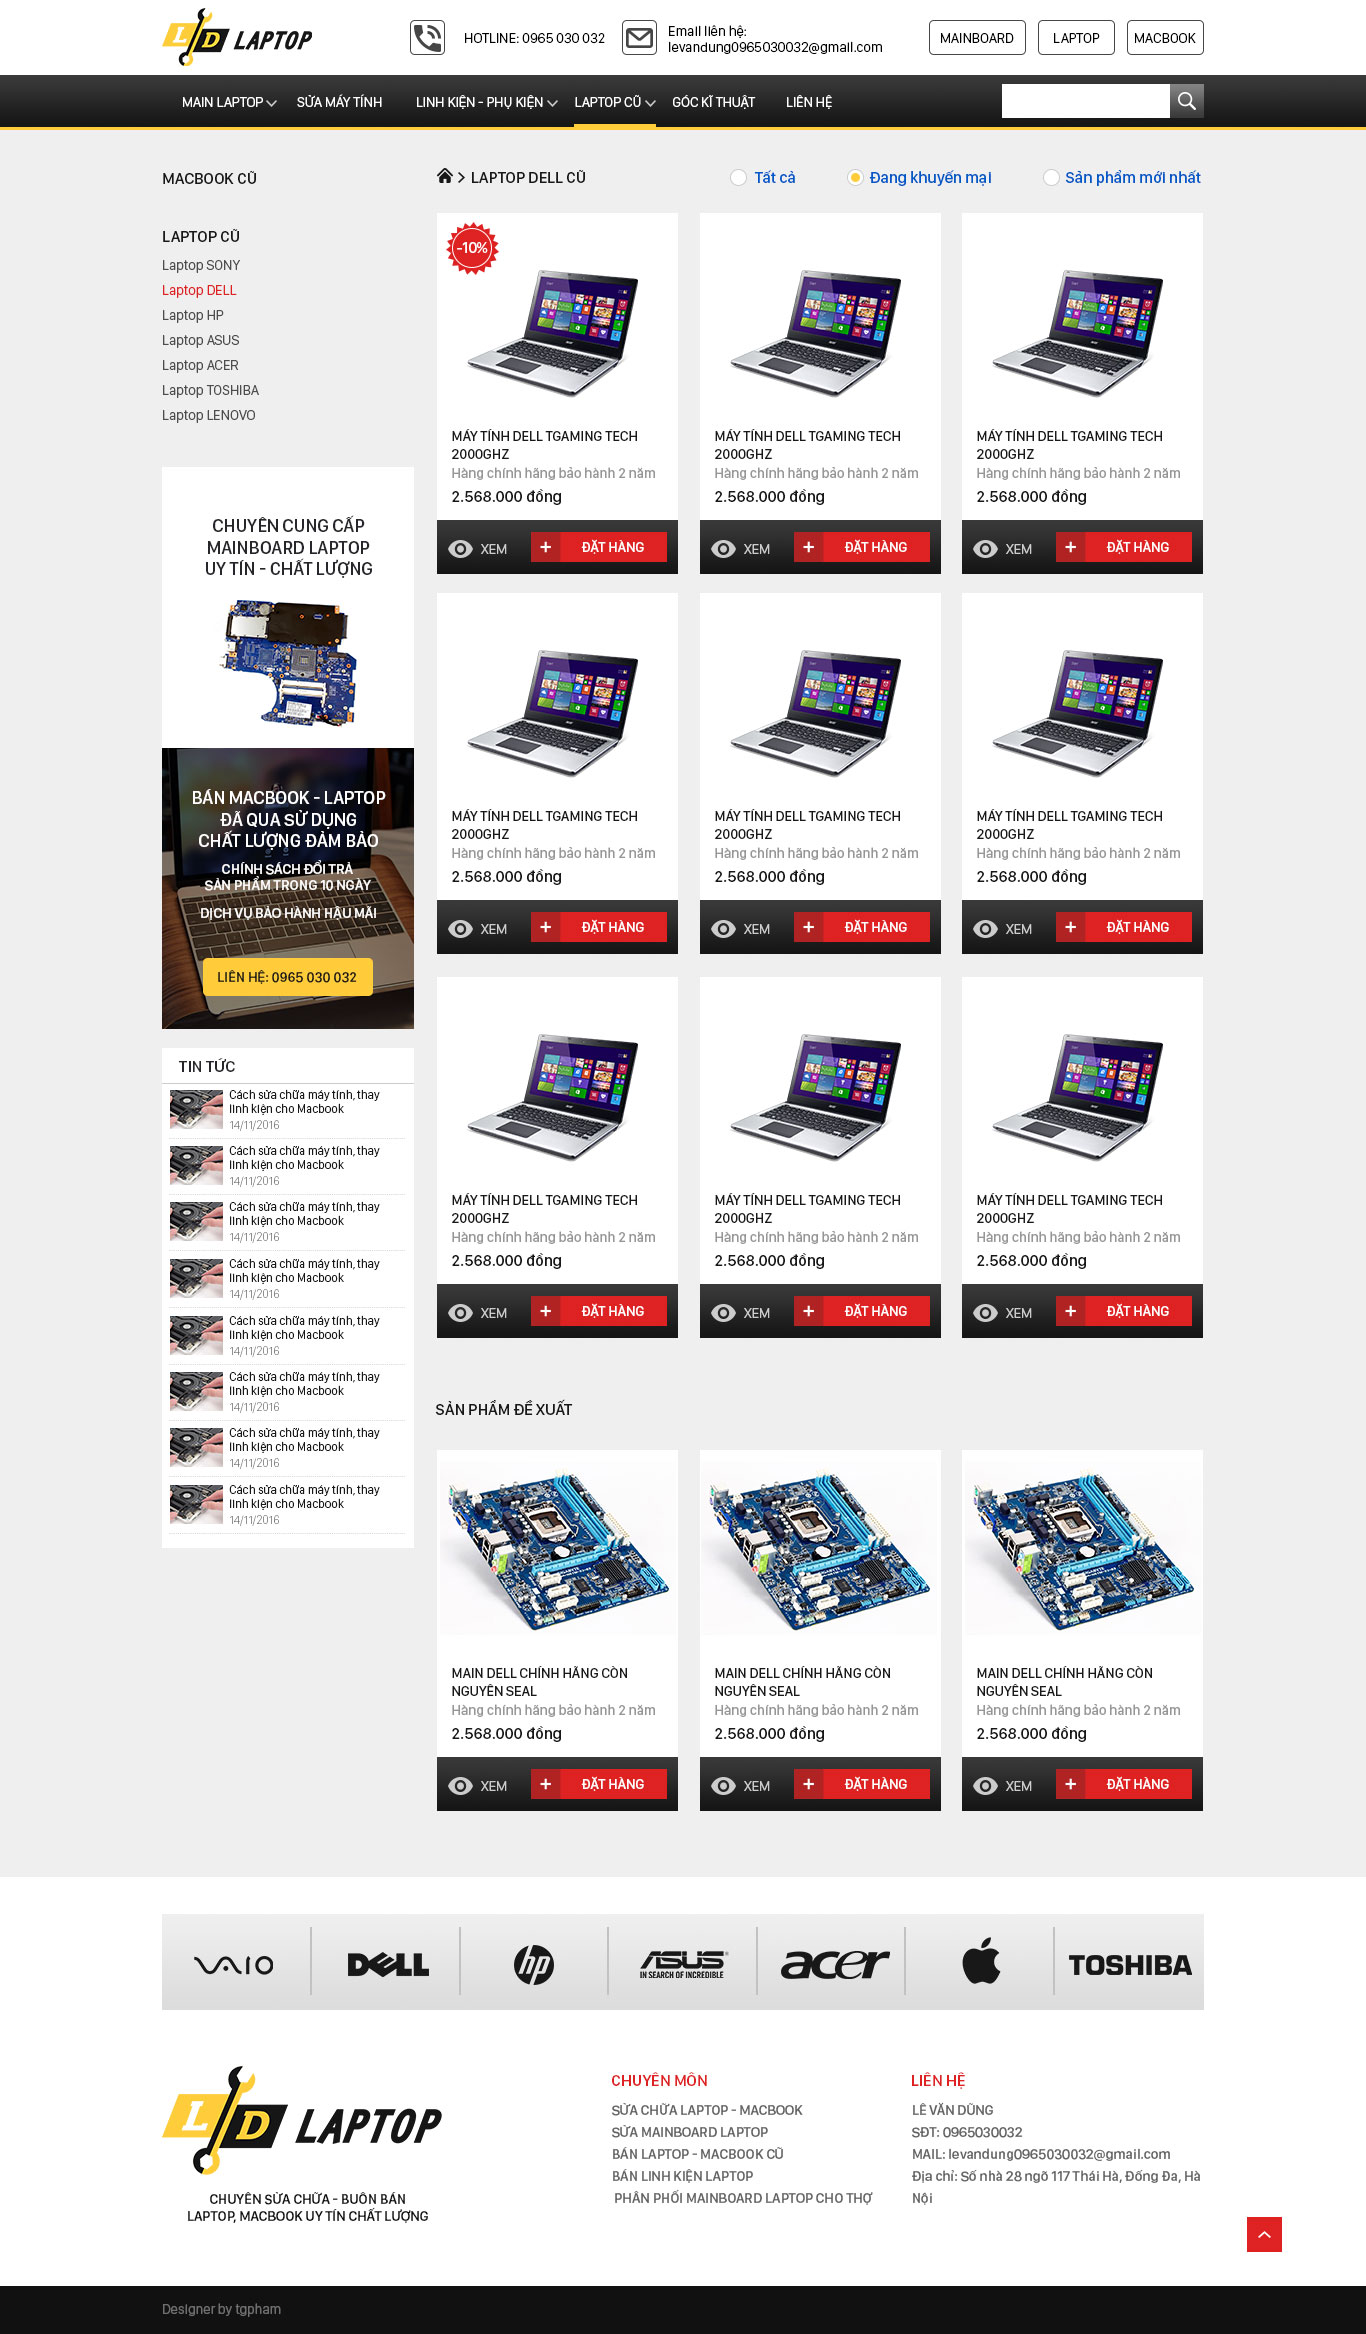 LD LAPTOP
HOTLINE: 0965 030 032
Email liên hệ:
levandung0965030032@gmail.com
MAINBOARD
LAPTOP
MACBOOK
MAIN LAPTOP
SỬA MÁY TÍNH
LINH KIỆN - PHỤ KIỆN
LAPTOP CŨ
GÓC KĨ THUẬT
LIÊN HỆ
MACBOOK CŨ
LAPTOP CŨ
Laptop SONY
Laptop DELL
Laptop HP
Laptop ASUS
Laptop ACER
Laptop TOSHIBA
Laptop LENOVO
CHUYÊN CUNG CẤP
MAINBOARD LAPTOP
UY TÍN - CHẤT LƯỢNG
BÁN MACBOOK - LAPTOP
ĐÃ QUA SỬ DỤNG
CHẤT LƯỢNG ĐẢM BẢO
CHÍNH SÁCH ĐỔI TRẢ
SẢN PHẨM TRONG 10 NGÀY
DỊCH VỤ BẢO HÀNH HẬU MÃI
LIÊN HỆ: 0965 030 032
TIN TỨC
Cách sửa chữa máy tính, thay
linh kiện cho Macbook
14/11/2016
Cách sửa chữa máy tính, thay
linh kiện cho Macbook
14/11/2016
Cách sửa chữa máy tính, thay
linh kiện cho Macbook
14/11/2016
Cách sửa chữa máy tính, thay
linh kiện cho Macbook
14/11/2016
Cách sửa chữa máy tính, thay
linh kiện cho Macbook
14/11/2016
Cách sửa chữa máy tính, thay
linh kiện cho Macbook
14/11/2016
Cách sửa chữa máy tính, thay
linh kiện cho Macbook
14/11/2016
Cách sửa chữa máy tính, thay
linh kiện cho Macbook
14/11/2016
> LAPTOP DELL CŨ
Tất cả
Đang khuyến mại
Sản phẩm mới nhất
-10%
MÁY TÍNH DELL TGAMING TECH
2000GHZ
Hàng chính hãng bảo hành 2 năm
2.568.000 đồng
XEM
+ ĐẶT HÀNG
MÁY TÍNH DELL TGAMING TECH
2000GHZ
Hàng chính hãng bảo hành 2 năm
2.568.000 đồng
XEM
+ ĐẶT HÀNG
MÁY TÍNH DELL TGAMING TECH
2000GHZ
Hàng chính hãng bảo hành 2 năm
2.568.000 đồng
XEM
+ ĐẶT HÀNG
MÁY TÍNH DELL TGAMING TECH
2000GHZ
Hàng chính hãng bảo hành 2 năm
2.568.000 đồng
XEM
+ ĐẶT HÀNG
MÁY TÍNH DELL TGAMING TECH
2000GHZ
Hàng chính hãng bảo hành 2 năm
2.568.000 đồng
XEM
+ ĐẶT HÀNG
MÁY TÍNH DELL TGAMING TECH
2000GHZ
Hàng chính hãng bảo hành 2 năm
2.568.000 đồng
XEM
+ ĐẶT HÀNG
MÁY TÍNH DELL TGAMING TECH
2000GHZ
Hàng chính hãng bảo hành 2 năm
2.568.000 đồng
XEM
+ ĐẶT HÀNG
MÁY TÍNH DELL TGAMING TECH
2000GHZ
Hàng chính hãng bảo hành 2 năm
2.568.000 đồng
XEM
+ ĐẶT HÀNG
MÁY TÍNH DELL TGAMING TECH
2000GHZ
Hàng chính hãng bảo hành 2 năm
2.568.000 đồng
XEM
+ ĐẶT HÀNG
SẢN PHẨM ĐỀ XUẤT
MAIN DELL CHÍNH HÃNG CÒN
NGUYÊN SEAL
Hàng chính hãng bảo hành 2 năm
2.568.000 đồng
XEM
+ ĐẶT HÀNG
MAIN DELL CHÍNH HÃNG CÒN
NGUYÊN SEAL
Hàng chính hãng bảo hành 2 năm
2.568.000 đồng
XEM
+ ĐẶT HÀNG
MAIN DELL CHÍNH HÃNG CÒN
NGUYÊN SEAL
Hàng chính hãng bảo hành 2 năm
2.568.000 đồng
XEM
+ ĐẶT HÀNG
VAIO
DELL
hp
ASUS
IN SEARCH OF INCREDIBLE
acer
TOSHIBA
LD LAPTOP
CHUYÊN SỬA CHỮA - BUÔN BÁN
LAPTOP, MACBOOK UY TÍN CHẤT LƯỢNG
CHUYÊN MÔN
SỬA CHỮA LAPTOP - MACBOOK
SỬA MAINBOARD LAPTOP
BÁN LAPTOP - MACBOOK CŨ
BÁN LINH KIỆN LAPTOP
PHÂN PHỐI MAINBOARD LAPTOP CHO THỢ
LIÊN HỆ
LÊ VĂN DŨNG
SĐT: 0965030032
MAIL: levandung0965030032@gmail.com
Địa chỉ: Số nhà 28 ngõ 117 Thái Hà, Đống Đa, Hà
Nội
Designer by tgpham